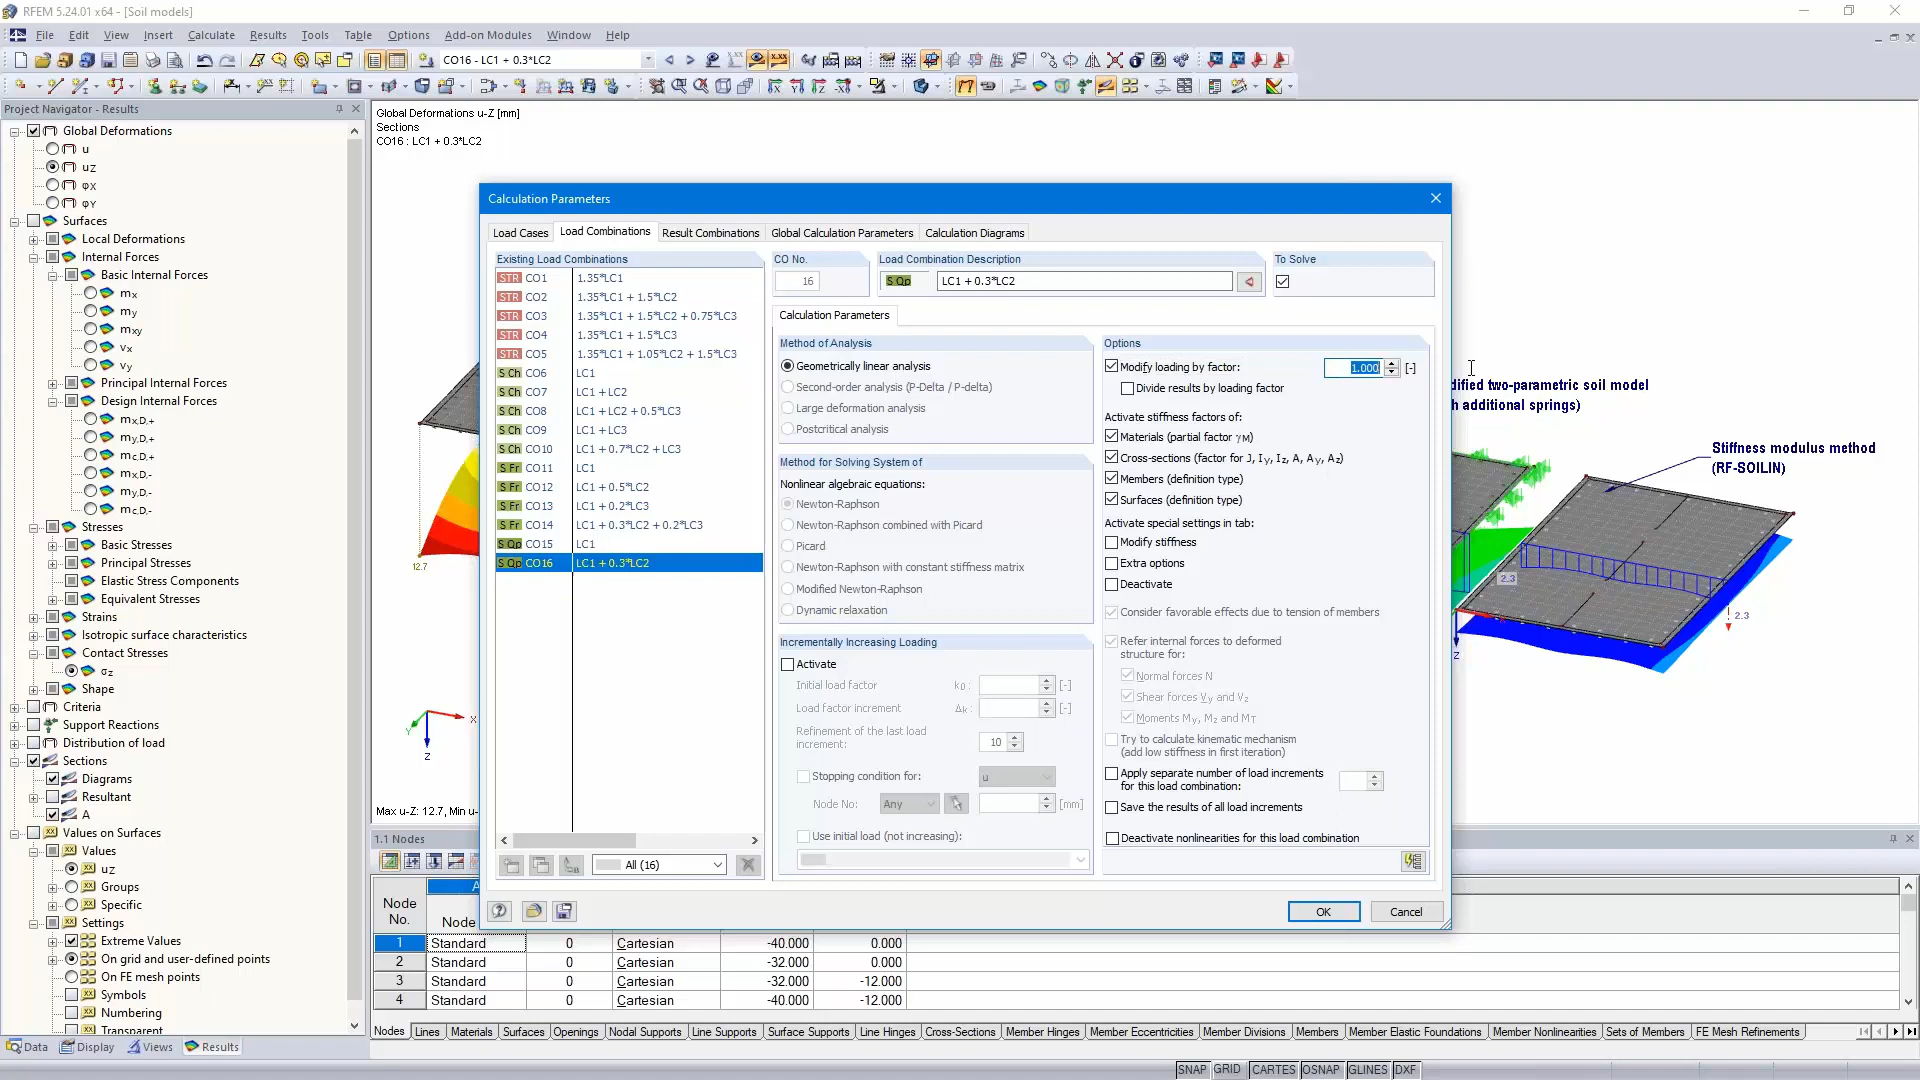 RFEM 5.24.01 x64 - [Soil models]
File Edit View Insert Calculate Results Tools Table Options Add-on Modules Window Help
CO16 - LC1 + 0.3*LC2
Project Navigator - Results
Global Deformations
u
uz
φX
φY
Surfaces
Local Deformations
Internal Forces
Basic Internal Forces
mx
my
mxy
vx
vy
Principal Internal Forces
Design Internal Forces
mx,D,+
my,D,+
mc,D,+
mx,D,-
my,D,-
mc,D,-
Stresses
Basic Stresses
Principal Stresses
Elastic Stress Components
Equivalent Stresses
Strains
Isotropic surface characteristics
Contact Stresses
σz
Shape
Criteria
Support Reactions
Distribution of load
Sections
Diagrams
Resultant
A
Values on Surfaces
Values
uz
Groups
Specific
Settings
Extreme Values
On grid and user-defined points
On FE mesh points
Symbols
Numbering
Transparent
Data Display Views Results
Global Deformations u-Z [mm]
Sections
CO16 : LC1 + 0.3*LC2
12.7
Y X
Z
Max u-Z: 12.7, Min u-
Calculation Parameters
Load Cases Load Combinations Result Combinations Global Calculation Parameters Calculation Diagrams
Existing Load Combinations
STR CO1 1.35*LC1
STR CO2 1.35*LC1 + 1.5*LC2
STR CO3 1.35*LC1 + 1.5*LC2 + 0.75*LC3
STR CO4 1.35*LC1 + 1.5*LC3
STR CO5 1.35*LC1 + 1.05*LC2 + 1.5*LC3
S Ch CO6 LC1
S Ch CO7 LC1 + LC2
S Ch CO8 LC1 + LC2 + 0.5*LC3
S Ch CO9 LC1 + LC3
S Ch CO10 LC1 + 0.7*LC2 + LC3
S Fr CO11 LC1
S Fr CO12 LC1 + 0.5*LC2
S Fr CO13 LC1 + 0.2*LC3
S Fr CO14 LC1 + 0.3*LC2 + 0.2*LC3
S Qp CO15 LC1
S Qp CO16 LC1 + 0.3*LC2
All (16)
CO No.
16
Load Combination Description
S Qp LC1 + 0.3*LC2
To Solve
Calculation Parameters
Method of Analysis
Geometrically linear analysis
Second-order analysis (P-Delta / P-delta)
Large deformation analysis
Postcritical analysis
Method for Solving System of
Nonlinear algebraic equations:
Newton-Raphson
Newton-Raphson combined with Picard
Picard
Newton-Raphson with constant stiffness matrix
Modified Newton-Raphson
Dynamic relaxation
Incrementally Increasing Loading
Activate
Initial load factor k0 : [-]
Load factor increment Δk : [-]
Refinement of the last load
increment: 10
Stopping condition for: u
Node No: Any [mm]
Use initial load (not increasing):
Options
Modify loading by factor: 1.000 [-]
Divide results by loading factor
Activate stiffness factors of:
Materials (partial factor γM)
Cross-sections (factor for J, Iy, Iz, A, Ay, Az)
Members (definition type)
Surfaces (definition type)
Activate special settings in tab:
Modify stiffness
Extra options
Deactivate
Consider favorable effects due to tension of members
Refer internal forces to deformed
structure for:
Normal forces N
Shear forces Vy and Vz
Moments My, Mz and MT
Try to calculate kinematic mechanism
(add low stiffness in first iteration)
Apply separate number of load increments
for this load combination:
Save the results of all load increments
Deactivate nonlinearities for this load combination
OK Cancel
dified two-parametric soil model
h additional springs)
Stiffness modulus method
(RF-SOILIN)
2.3
2.3
Z
1.1 Nodes
A
Node
No.
Node
1 Standard 0 Cartesian -40.000 0.000
2 Standard 0 Cartesian -32.000 0.000
3 Standard 0 Cartesian -32.000 -12.000
4 Standard 0 Cartesian -40.000 -12.000
Nodes Lines Materials Surfaces Openings Nodal Supports Line Supports Surface Supports Line Hinges Cross-Sections Member Hinges Member Eccentricities Member Divisions Members Member Elastic Foundations Member Nonlinearities Sets of Members FE Mesh Refinements
SNAP GRID CARTES OSNAP GLINES DXF